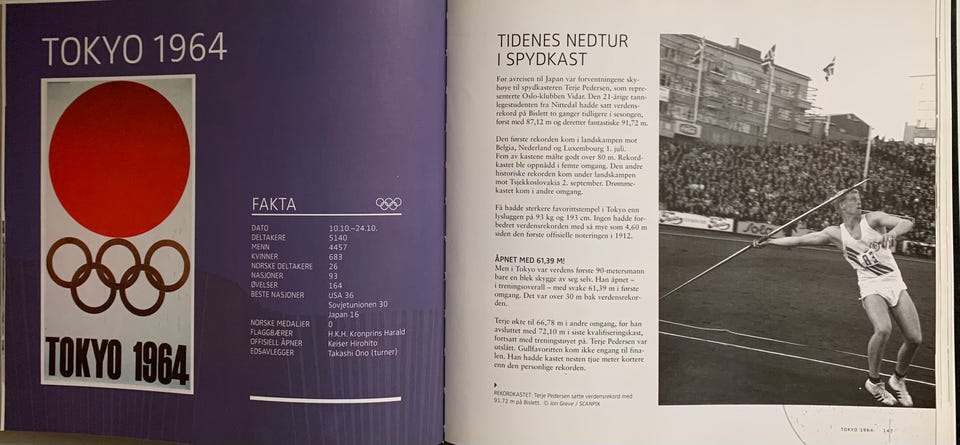 TOKYO 1964
TOKYO 1964
FAKTA
DATO 10.10.–24.10.
DELTAKERE 5140
MENN 4457
KVINNER 683
NORSKE DELTAKERE 26
NASJONER 93
ØVELSER 164
BESTE NASJONER USA 36
Sovjetunionen 30
Japan 16
NORSKE MEDALJER 0
FLAGGBÆRER H.K.H. Kronprins Harald
OFFISIELL ÅPNER Keiser Hirohito
EDSAVLEGGER Takashi Ono (turner)
TIDENES NEDTUR
I SPYDKAST
Før avreisen til Japan var forventningene sky-
høye til spydkasteren Terje Pedersen, som repre-
senterte Oslo-klubben Vidar. Den 21-årige tann-
legestudenten fra Nittedal hadde satt verdens-
rekord på Bislett to ganger tidligere i sesongen,
først med 87,12 m og deretter fantastiske 91,72 m.
Den første rekorden kom i landskampen mot
Belgia, Nederland og Luxembourg 1. juli.
Fem av kastene målte godt over 80 m. Rekord-
kastet ble oppnådd i femte omgang. Den andre
historiske rekorden kom under landskampen
mot Tsjekkoslovakia 2. september. Drømme-
kastet kom i andre omgang.
Få hadde sterkere favorittstempel i Tokyo enn
lysluggen på 93 kg og 193 cm. Ingen hadde for-
bedret verdensrekorden med så mye som 4,60 m
siden den første offisielle noteringen i 1912.
ÅPNET MED 61,39 M!
Men i Tokyo var verdens første 90-metersmann
bare en blek skygge av seg selv. Han åpnet –
i treningsoverall – med svake 61,39 m i første
omgang. Det var over 30 m bak verdensrekor-
den.
Terje økte til 66,78 m i andre omgang, før han
avsluttet med 72,10 m i siste kvalifiseringskast,
fortsatt med treningstøyet på. Terje Pedersen var
utslått. Gullfavoritten kom ikke engang til fina-
len. Han hadde kastet nesten tjue meter kortere
enn den personlige rekorden.
REKORDKASTET: Terje Pedersen satte verdensrekord med
91.72 m på Bislett. © Jan Greve / SCANPIX
Solo
83
TOKYO 1964 147